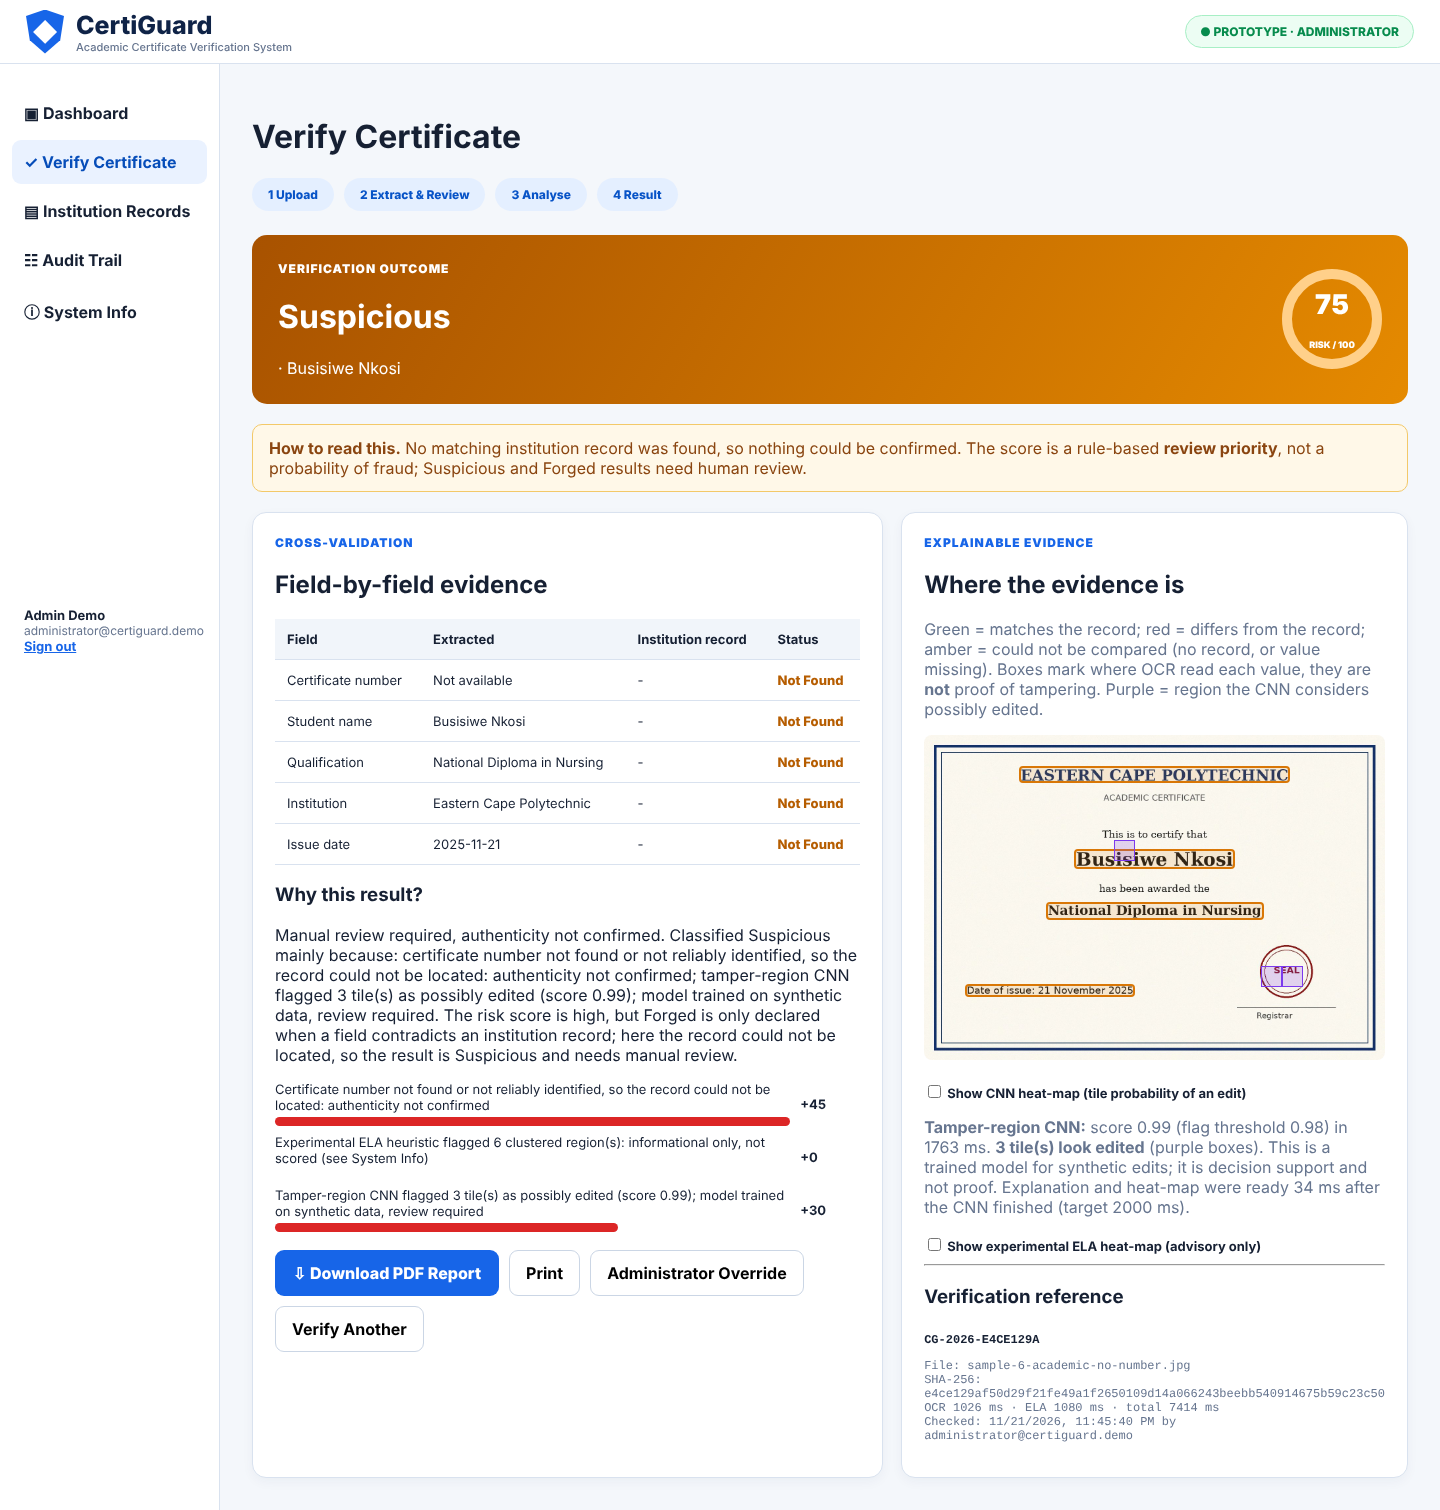 CertiGuard
Academic Certificate Verification System
PROTOTYPE · ADMINISTRATOR
Dashboard
✓ Verify Certificate
Institution Records
Audit Trail
ⓘ System Info
Admin Demo
administrator@certiguard.demo
Sign out
Verify Certificate
1 Upload
2 Extract & Review
3 Analyse
4 Result
VERIFICATION OUTCOME
Suspicious
· Busisiwe Nkosi
75
RISK / 100
How to read this. No matching institution record was found, so nothing could be confirmed. The score is a rule-based review priority, not a
probability of fraud; Suspicious and Forged results need human review.
CROSS-VALIDATION
Field-by-field evidence
Field Extracted Institution record Status
Certificate number Not available - Not Found
Student name Busisiwe Nkosi - Not Found
Qualification National Diploma in Nursing - Not Found
Institution Eastern Cape Polytechnic - Not Found
Issue date 2025-11-21 - Not Found
Why this result?
Manual review required, authenticity not confirmed. Classified Suspicious
mainly because: certificate number not found or not reliably identified, so the
record could not be located: authenticity not confirmed; tamper-region CNN
flagged 3 tile(s) as possibly edited (score 0.99); model trained on synthetic
data, review required. The risk score is high, but Forged is only declared
when a field contradicts an institution record; here the record could not be
located, so the result is Suspicious and needs manual review.
Certificate number not found or not reliably identified, so the record could not be
located: authenticity not confirmed
+45
Experimental ELA heuristic flagged 6 clustered region(s): informational only, not
scored (see System Info)
+0
Tamper-region CNN flagged 3 tile(s) as possibly edited (score 0.99); model trained
on synthetic data, review required
+30
⇩ Download PDF Report
Print
Administrator Override
Verify Another
EXPLAINABLE EVIDENCE
Where the evidence is
Green = matches the record; red = differs from the record;
amber = could not be compared (no record, or value
missing). Boxes mark where OCR read each value, they are
not proof of tampering. Purple = region the CNN considers
possibly edited.
EASTERN CAPE POLYTECHNIC
ACADEMIC CERTIFICATE
This is to certify that
Busisiwe Nkosi
has been awarded the
National Diploma in Nursing
SEAL
Date of issue: 21 November 2025
Registrar
Show CNN heat-map (tile probability of an edit)
Tamper-region CNN: score 0.99 (flag threshold 0.98) in
1763 ms. 3 tile(s) look edited (purple boxes). This is a
trained model for synthetic edits; it is decision support and
not proof. Explanation and heat-map were ready 34 ms after
the CNN finished (target 2000 ms).
Show experimental ELA heat-map (advisory only)
Verification reference
CG-2026-E4CE129A
File: sample-6-academic-no-number.jpg
SHA-256:
e4ce129af50d29f21fe49a1f2650109d14a066243beebb540914675b59c23c50
OCR 1026 ms · ELA 1080 ms · total 7414 ms
Checked: 11/21/2026, 11:45:40 PM by
administrator@certiguard.demo